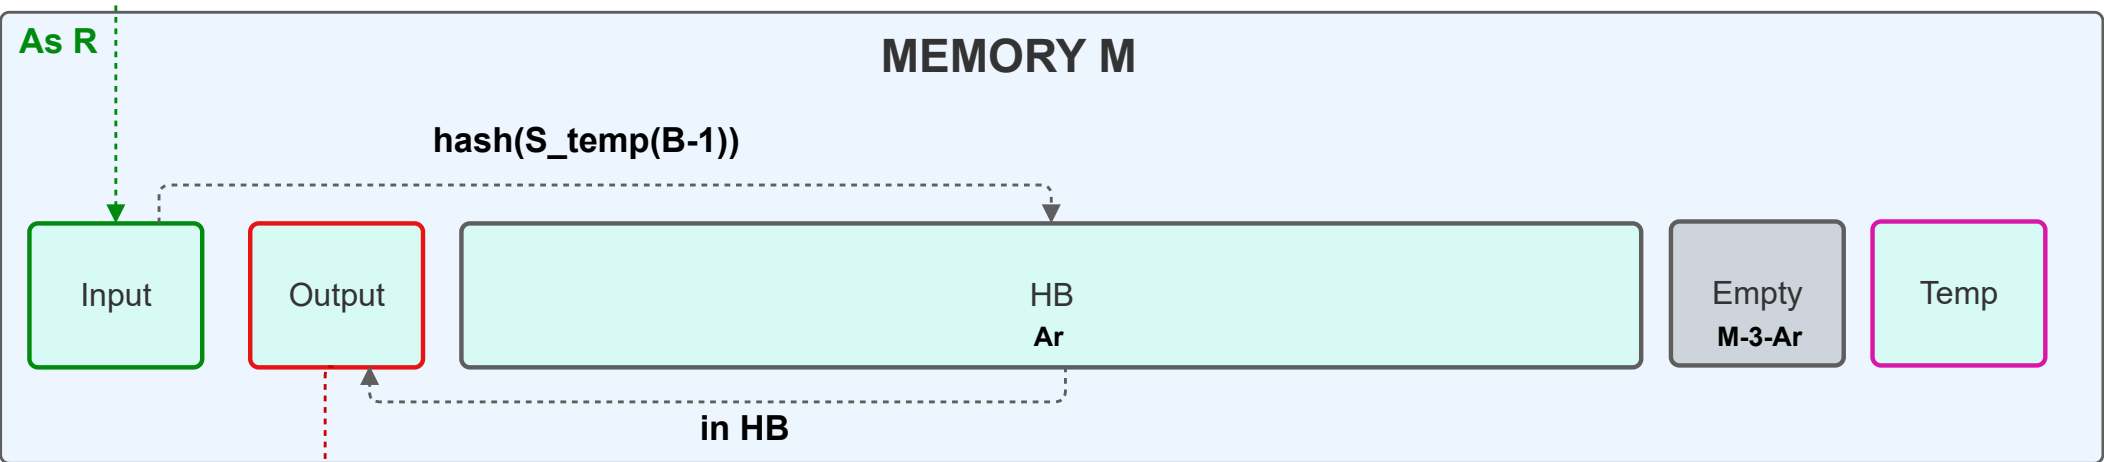 As R
MEMORY M
hash(S_temp(B-1))
Input
Output
HB
Ar
Empty
M-3-Ar
Temp
in HB